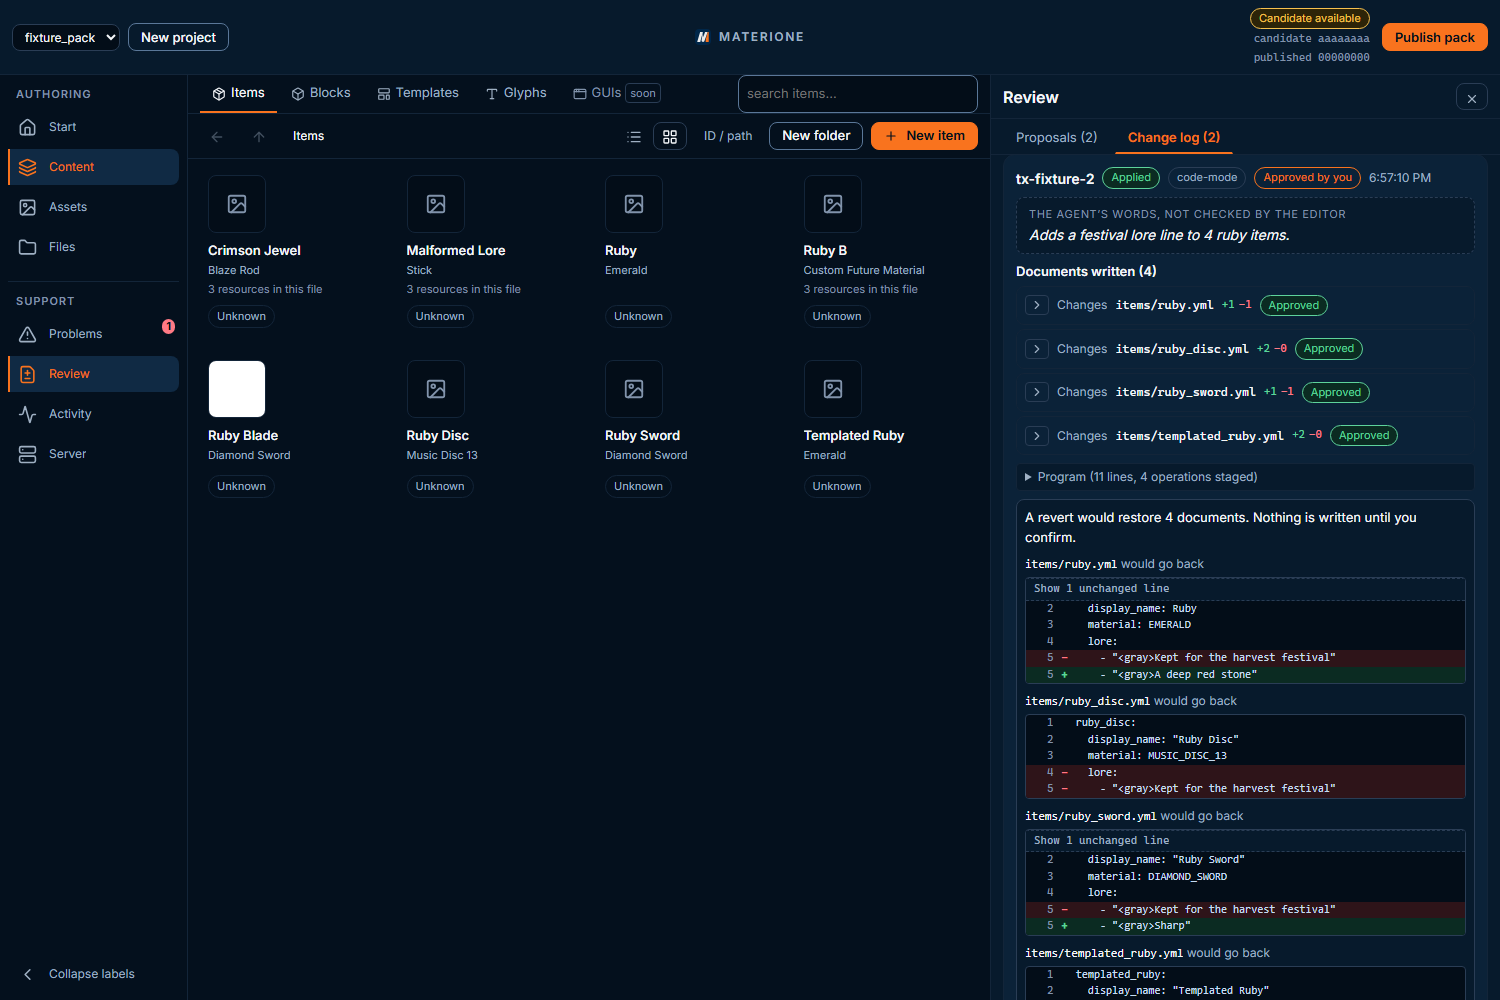 fixture_pack
New project
MATERIONE
Candidate available
candidate aaaaaaaa
published 00000000
Publish pack
AUTHORING
Start
Content
Assets
Files
SUPPORT
Problems
1
Review
Activity
Server
Collapse labels
Items
Blocks
Templates
Glyphs
GUIs soon
search items...
Items
ID / path
New folder
+ New item
Crimson Jewel
Blaze Rod
3 resources in this file
Unknown
Malformed Lore
Stick
3 resources in this file
Unknown
Ruby
Emerald
Unknown
Ruby B
Custom Future Material
3 resources in this file
Unknown
Ruby Blade
Diamond Sword
Unknown
Ruby Disc
Music Disc 13
Unknown
Ruby Sword
Diamond Sword
Unknown
Templated Ruby
Emerald
Unknown
Review
Proposals (2)
Change log (2)
tx-fixture-2 Applied code-mode Approved by you 6:57:10 PM
THE AGENT'S WORDS, NOT CHECKED BY THE EDITOR
Adds a festival lore line to 4 ruby items.
Documents written (4)
Changes items/ruby.yml +1 −1 Approved
Changes items/ruby_disc.yml +2 −0 Approved
Changes items/ruby_sword.yml +1 −1 Approved
Changes items/templated_ruby.yml +2 −0 Approved
Program (11 lines, 4 operations staged)
A revert would restore 4 documents. Nothing is written until you
confirm.
items/ruby.yml would go back
Show 1 unchanged line
2 display_name: Ruby
3 material: EMERALD
4 lore:
5 − - "<gray>Kept for the harvest festival"
5 + - "<gray>A deep red stone"
items/ruby_disc.yml would go back
1 ruby_disc:
2 display_name: "Ruby Disc"
3 material: MUSIC_DISC_13
4 − lore:
5 − - "<gray>Kept for the harvest festival"
items/ruby_sword.yml would go back
Show 1 unchanged line
2 display_name: "Ruby Sword"
3 material: DIAMOND_SWORD
4 lore:
5 − - "<gray>Kept for the harvest festival"
5 + - "<gray>Sharp"
items/templated_ruby.yml would go back
1 templated_ruby:
2 display_name: "Templated Ruby"